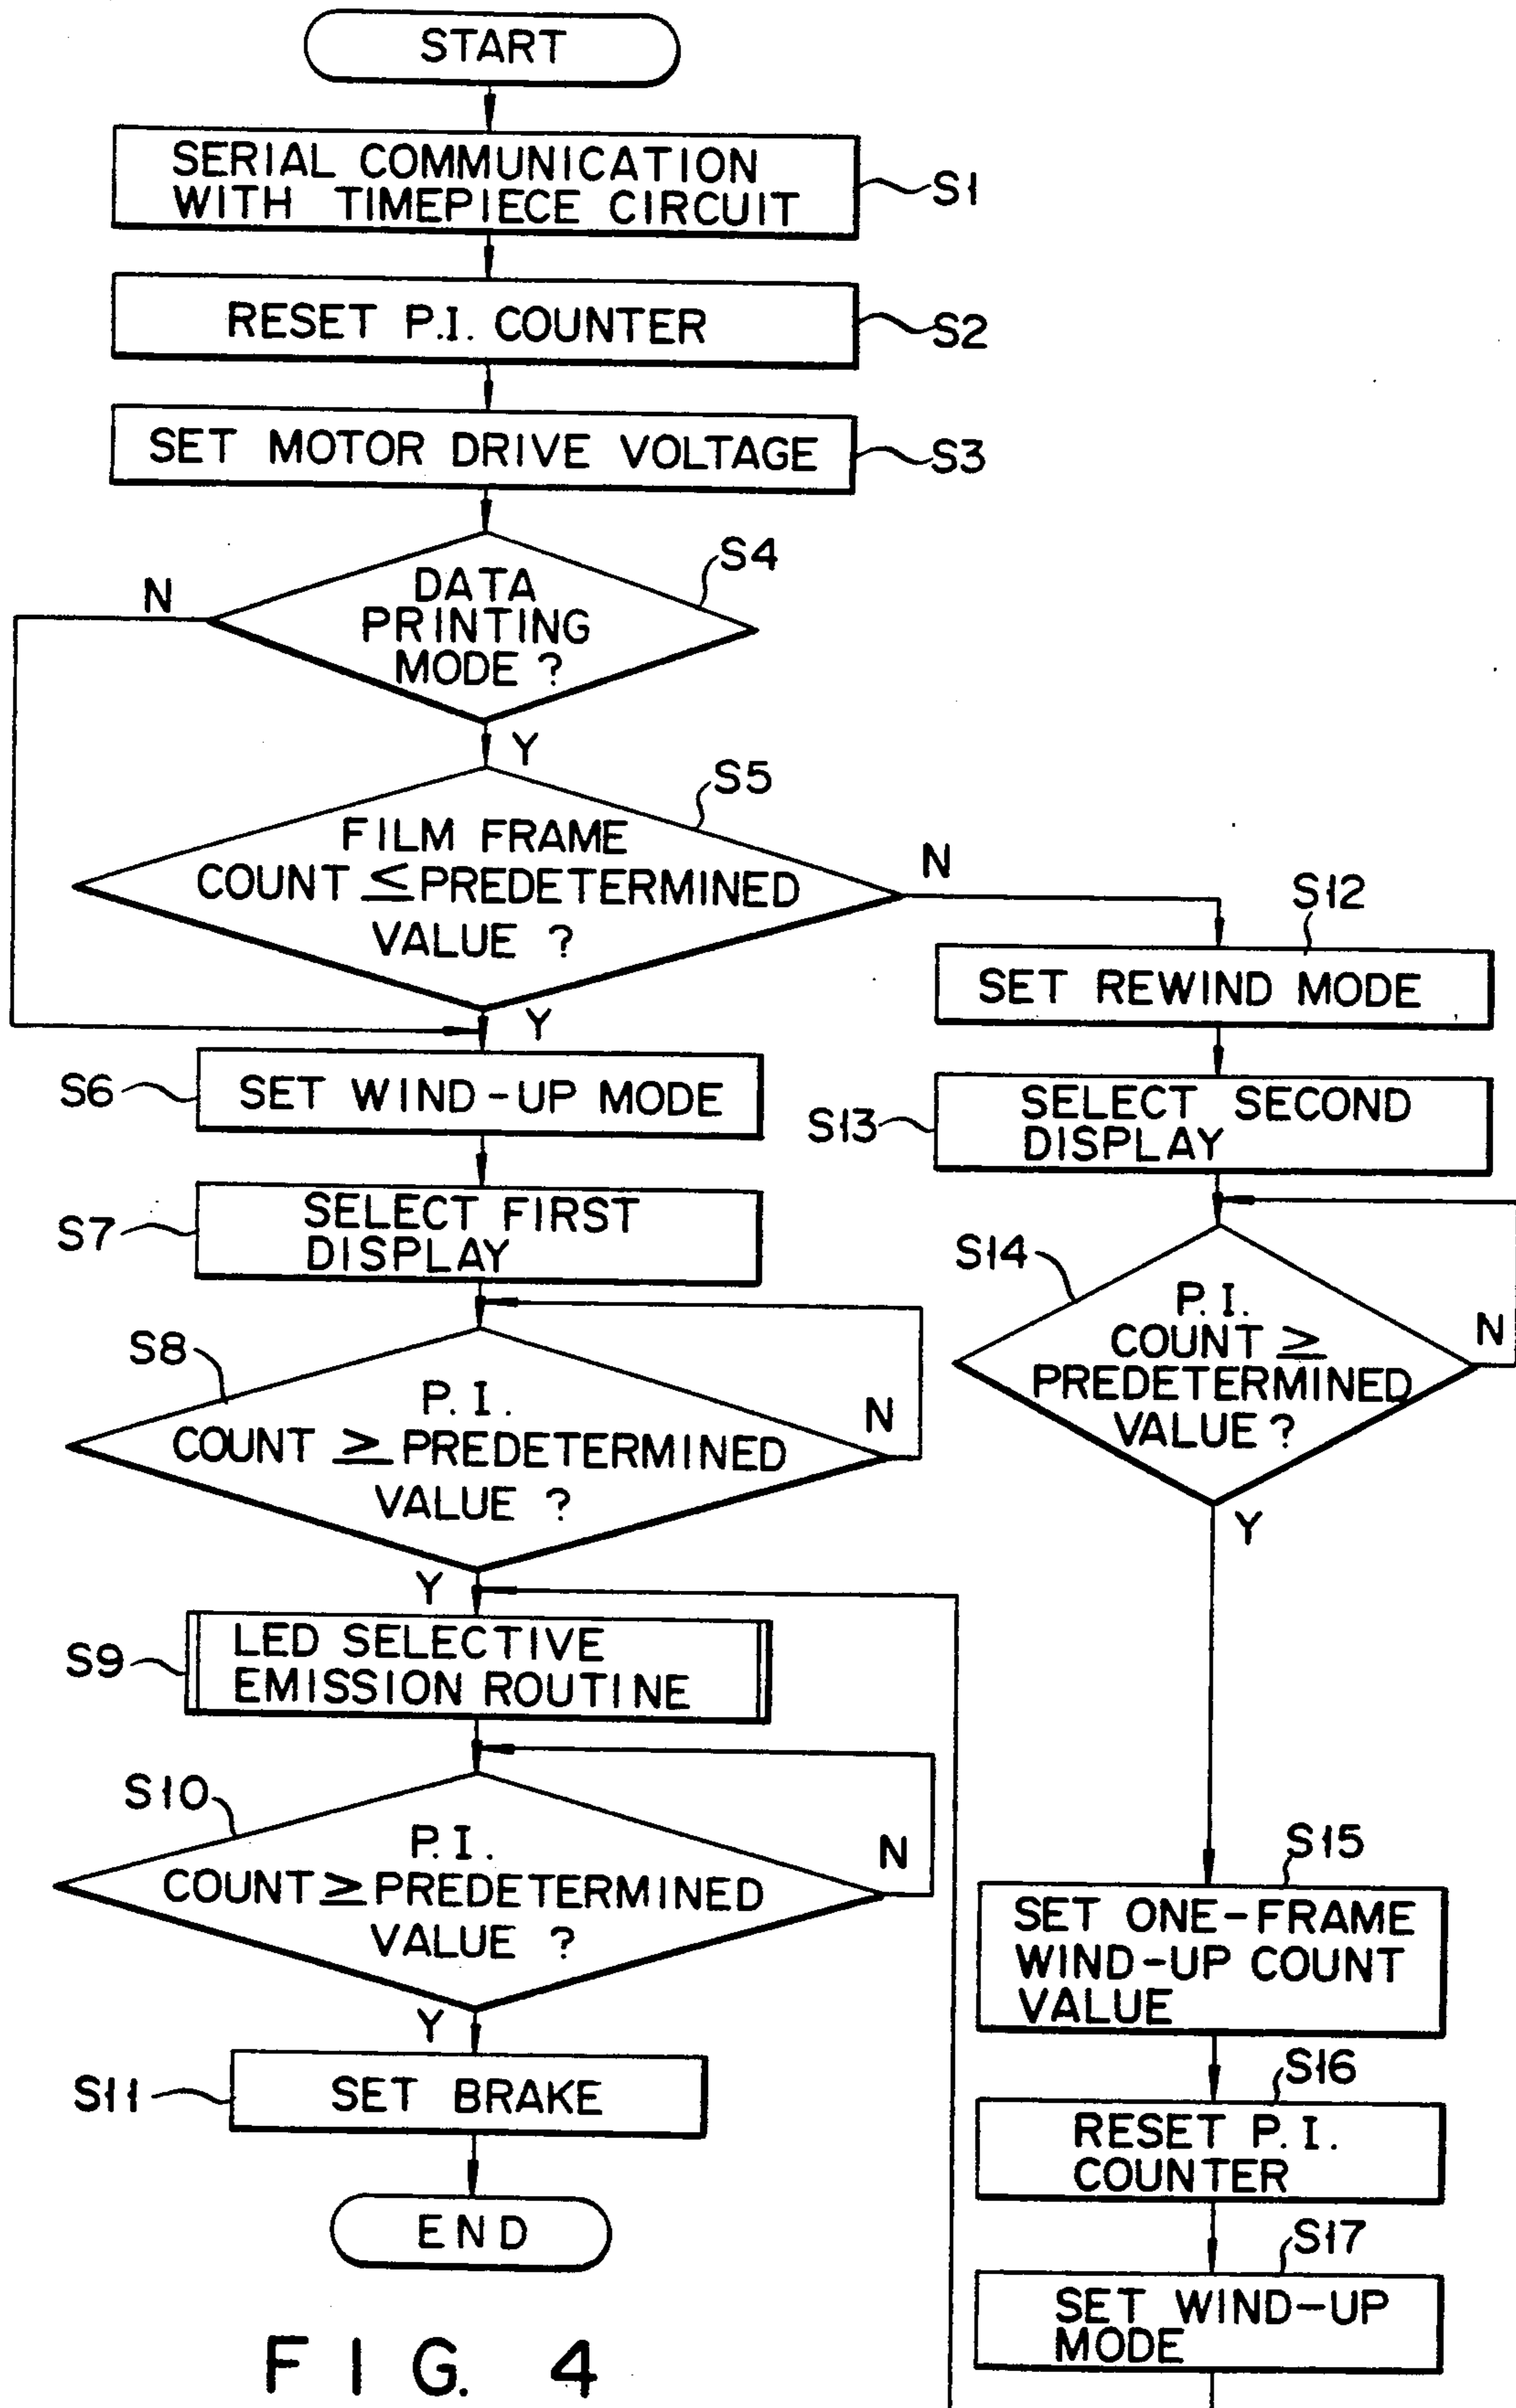 START
SERIAL COMMUNICATION
WITH TIMEPIECE CIRCUIT
S1
RESET P.I. COUNTER
S2
SET MOTOR DRIVE VOLTAGE
S3
S4
N
DATA
PRINTING
MODE ?
Y
S5
FILM FRAME
COUNT ≤ PREDETERMINED
VALUE ?
N
Y
S6
SET WIND-UP MODE
S7
SELECT FIRST
DISPLAY
S8
P.I.
COUNT ≥ PREDETERMINED
VALUE ?
N
Y
S9
LED SELECTIVE
EMISSION ROUTINE
S10
P.I.
COUNT ≥ PREDETERMINED
VALUE ?
N
Y
S11
SET BRAKE
END
S12
SET REWIND MODE
S13
SELECT SECOND
DISPLAY
S14
P.I.
COUNT ≥
PREDETERMINED
VALUE ?
N
Y
S15
SET ONE-FRAME
WIND-UP COUNT
VALUE
S16
RESET P.I.
COUNTER
S17
SET WIND-UP
MODE
FIG. 4